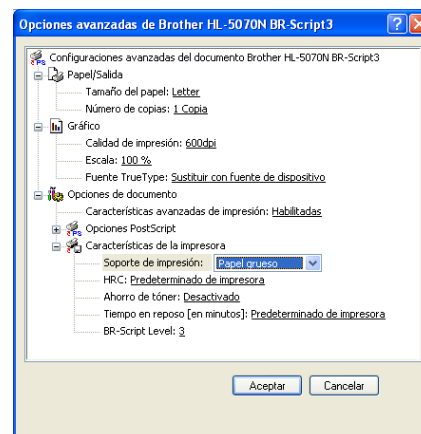 Opciones avanzadas de Brother HL-5070N BR-Script3
Configuraciones avanzadas del documento Brother HL-5070N BR-Script3
Papel/Salida
Tamaño del papel: Letter
Número de copias: 1 Copia
Gráfico
Calidad de impresión: 600dpi
Escala: 100 %
Fuente TrueType: Sustituir con fuente de dispositivo
Opciones de documento
Características avanzadas de impresión: Habilitadas
Opciones PostScript
Características de la impresora
Soporte de impresión: Papel grueso
HRC: Predeterminado de impresora
Ahorro de tóner: Desactivado
Tiempo en reposo [en minutos]: Predeterminado de impresora
BR-Script Level: 3
Aceptar Cancelar